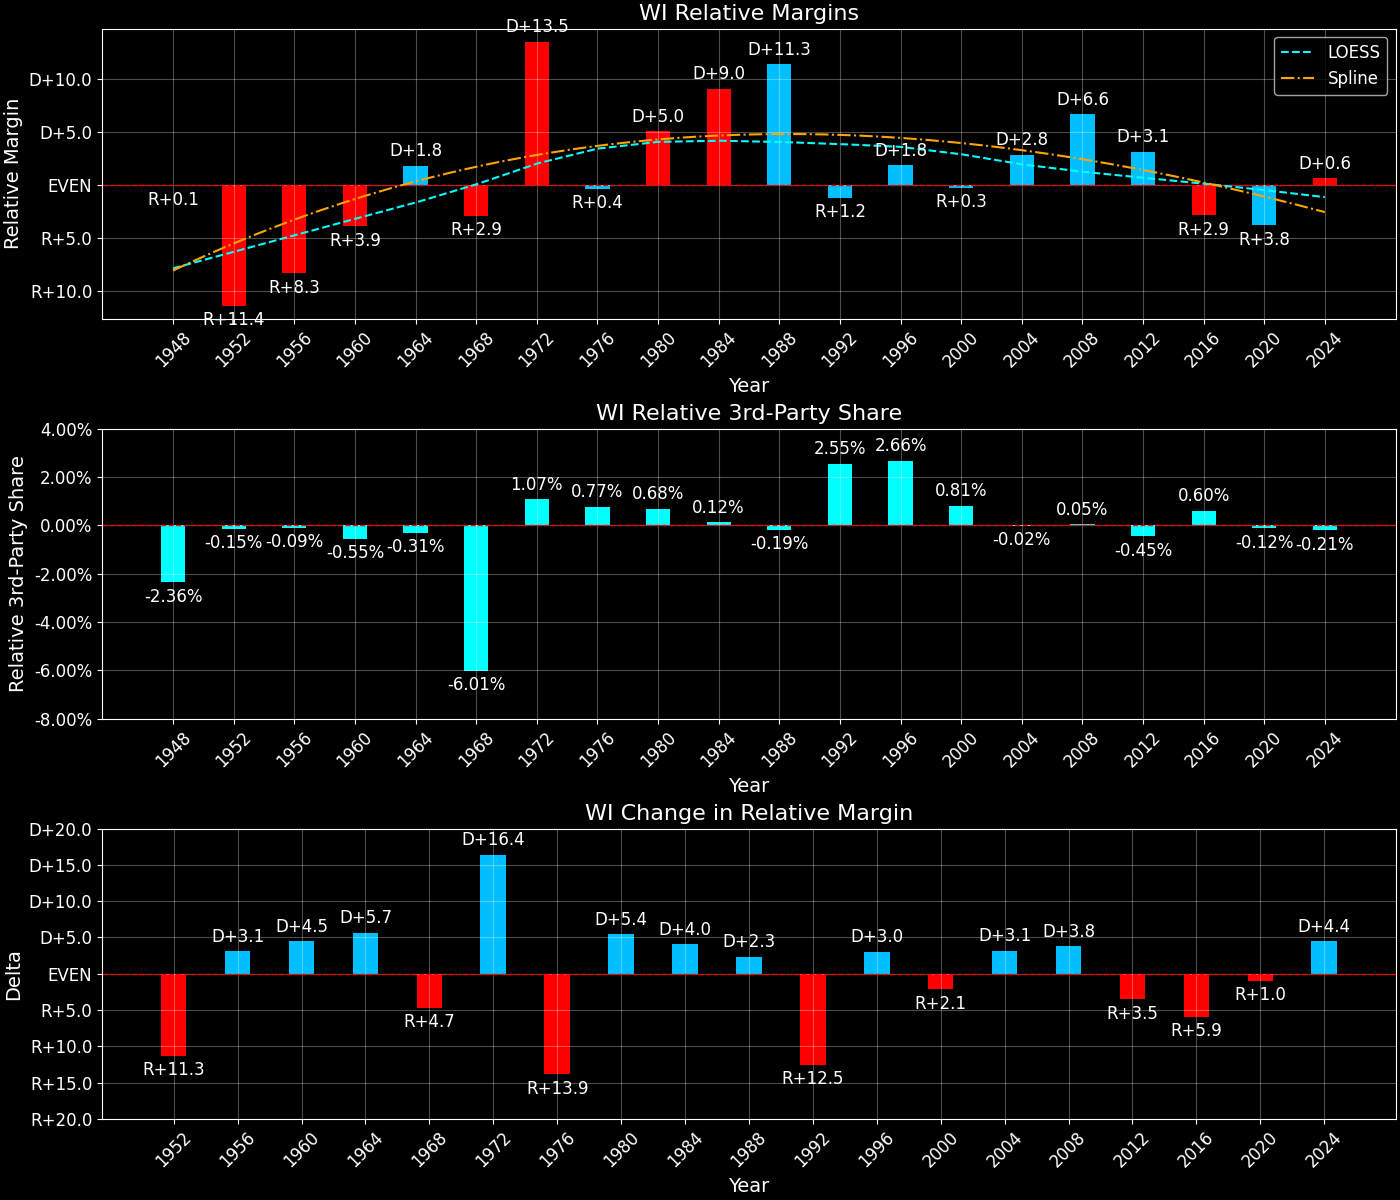 WI Relative Margins
Relative Margin
D+10.0
D+5.0
EVEN
R+5.0
R+10.0
R+0.1
R+11.4
R+8.3
R+3.9
D+1.8
R+2.9
D+13.5
R+0.4
D+5.0
D+9.0
D+11.3
R+1.2
D+1.8
R+0.3
D+2.8
D+6.6
D+3.1
R+2.9
R+3.8
D+0.6
LOESS
Spline
1948 1952 1956 1960 1964 1968 1972 1976 1980 1984 1988 1992 1996 2000 2004 2008 2012 2016 2020 2024
Year
WI Relative 3rd-Party Share
Relative 3rd-Party Share
4.00%
2.00%
0.00%
-2.00%
-4.00%
-6.00%
-8.00%
-2.36%
-0.15%
-0.09%
-0.55%
-0.31%
-6.01%
1.07%
0.77%
0.68%
0.12%
-0.19%
2.55%
2.66%
0.81%
-0.02%
0.05%
-0.45%
0.60%
-0.12%
-0.21%
1948 1952 1956 1960 1964 1968 1972 1976 1980 1984 1988 1992 1996 2000 2004 2008 2012 2016 2020 2024
Year
WI Change in Relative Margin
Delta
D+20.0
D+15.0
D+10.0
D+5.0
EVEN
R+5.0
R+10.0
R+15.0
R+20.0
R+11.3
D+3.1
D+4.5
D+5.7
R+4.7
D+16.4
R+13.9
D+5.4
D+4.0
D+2.3
R+12.5
D+3.0
R+2.1
D+3.1
D+3.8
R+3.5
R+5.9
R+1.0
D+4.4
1952 1956 1960 1964 1968 1972 1976 1980 1984 1988 1992 1996 2000 2004 2008 2012 2016 2020 2024
Year